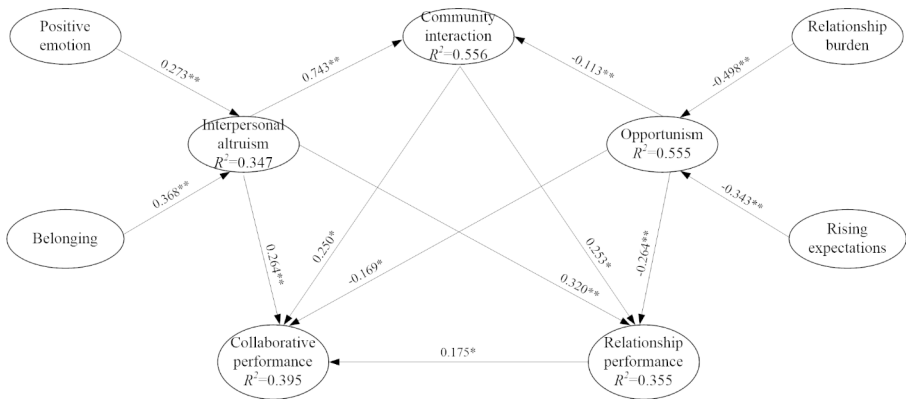 Positive
emotion
Community
interaction
R²=0.556
Relationship
burden
0.273**
0.743**
-0.113**
-0.498**
Interpersonal
altruism
R²=0.347
Opportunism
R²=0.555
Belonging
0.368**
-0.343**
Rising
expectations
0.264**
0.250*
-0.169*
0.320**
0.253*
-0.264**
Collaborative
performance
R²=0.395
0.175*
Relationship
performance
R²=0.355